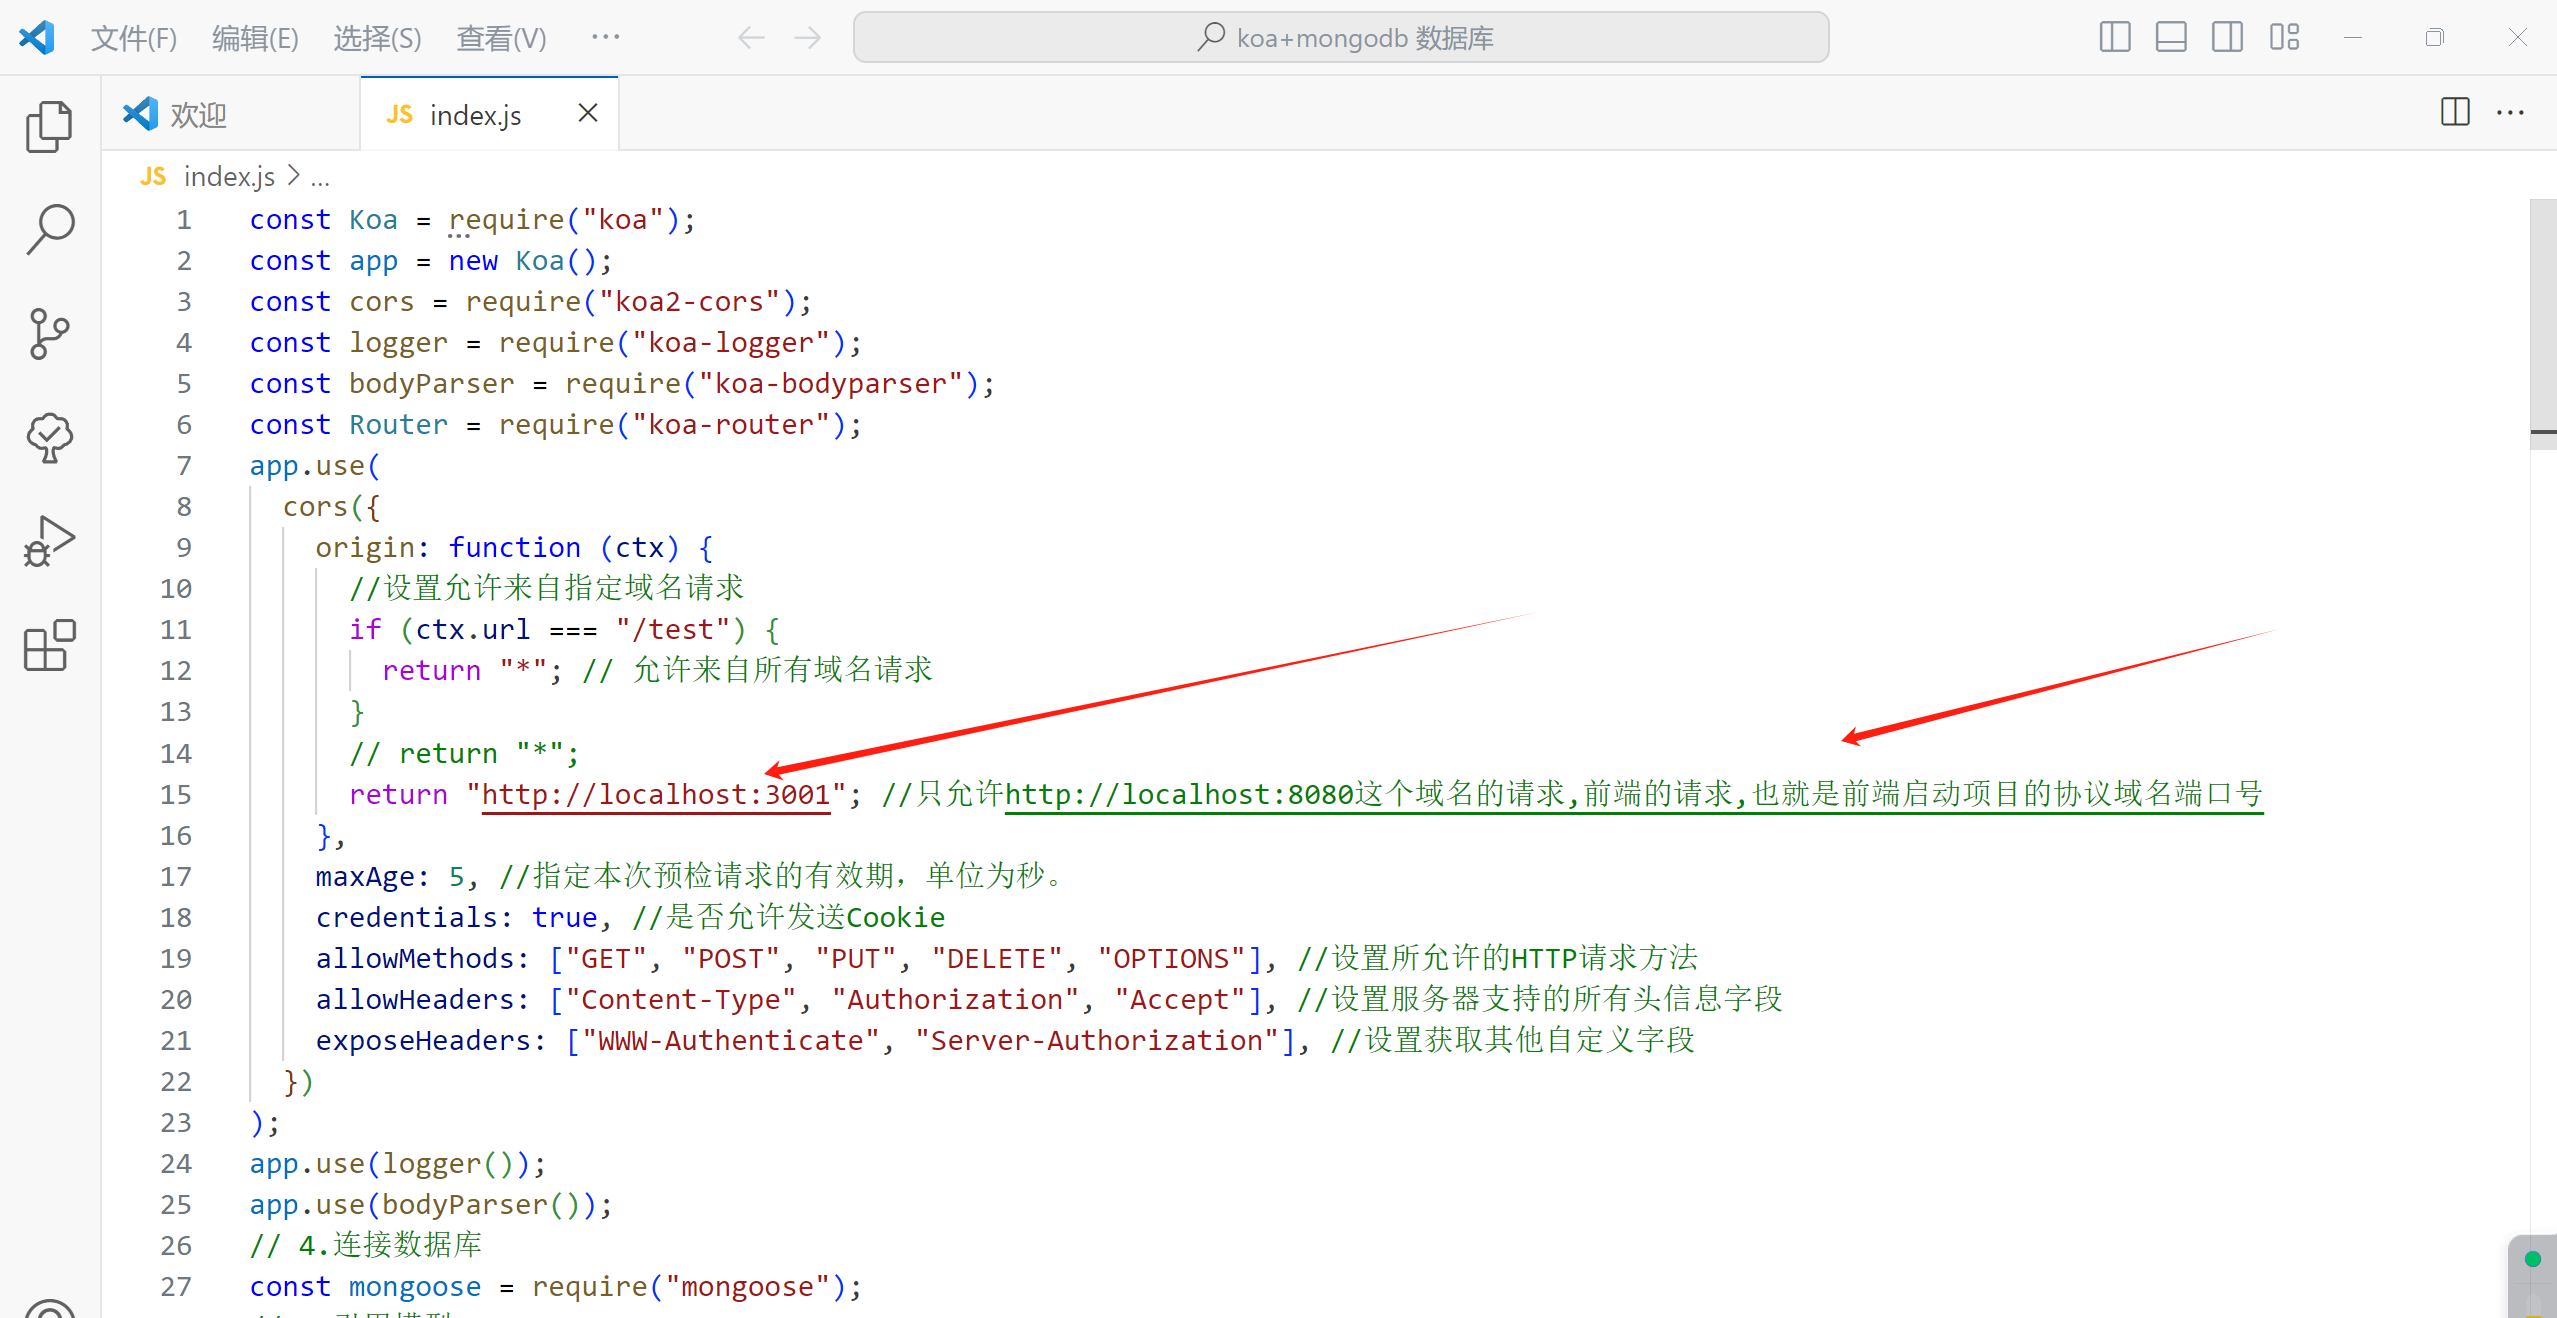 文件(F) 编辑(E) 选择(S) 查看(V) ··· koa+mongodb 数据库
欢迎 JS index.js ···
JS index.js > ...
1 const Koa = require("koa");
2 const app = new Koa();
3 const cors = require("koa2-cors");
4 const logger = require("koa-logger");
5 const bodyParser = require("koa-bodyparser");
6 const Router = require("koa-router");
7 app.use(
8 cors({
9 origin: function (ctx) {
10 //设置允许来自指定域名请求
11 if (ctx.url === "/test") {
12 return "*"; // 允许来自所有域名请求
13 }
14 // return "*";
15 return "http://localhost:3001"; //只允许http://localhost:8080这个域名的请求,前端的请求,也就是前端启动项目的协议域名端口号
16 },
17 maxAge: 5, //指定本次预检请求的有效期，单位为秒。
18 credentials: true, //是否允许发送Cookie
19 allowMethods: ["GET", "POST", "PUT", "DELETE", "OPTIONS"], //设置所允许的HTTP请求方法
20 allowHeaders: ["Content-Type", "Authorization", "Accept"], //设置服务器支持的所有头信息字段
21 exposeHeaders: ["WWW-Authenticate", "Server-Authorization"], //设置获取其他自定义字段
22 })
23 );
24 app.use(logger());
25 app.use(bodyParser());
26 // 4.连接数据库
27 const mongoose = require("mongoose");